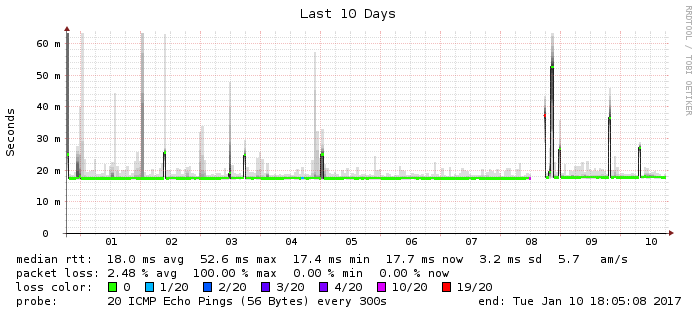 Last 10 Days
RRDTOOL / TOBI OETIKER
Seconds
60 m
50 m
40 m
30 m
20 m
10 m
0
01 02 03 04 05 06 07 08 09 10
median rtt: 18.0 ms avg 52.6 ms max 17.4 ms min 17.7 ms now 3.2 ms sd 5.7 am/s
packet loss: 2.48 % avg 100.00 % max 0.00 % min 0.00 % now
loss color: 0 1/20 2/20 3/20 4/20 10/20 19/20
probe: 20 ICMP Echo Pings (56 Bytes) every 300s end: Tue Jan 10 18:05:08 2017